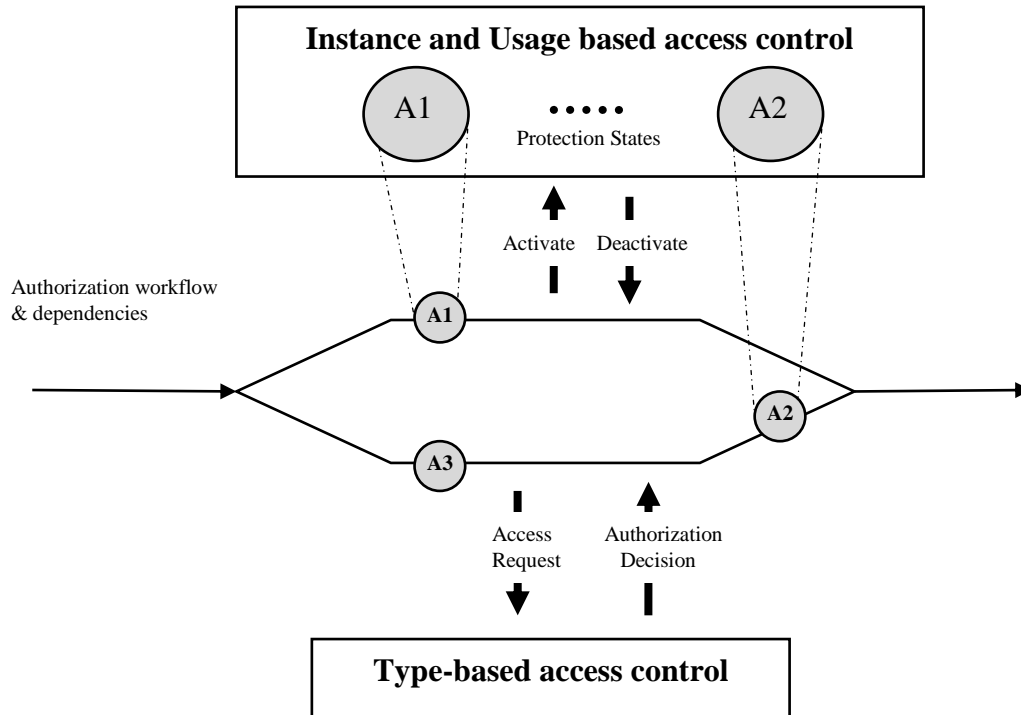 Instance and Usage based access control
A1
A2
Protection States
Activate
Deactivate
Authorization workflow
& dependencies
A1
A2
A3
Access
Request
Authorization
Decision
Type-based access control